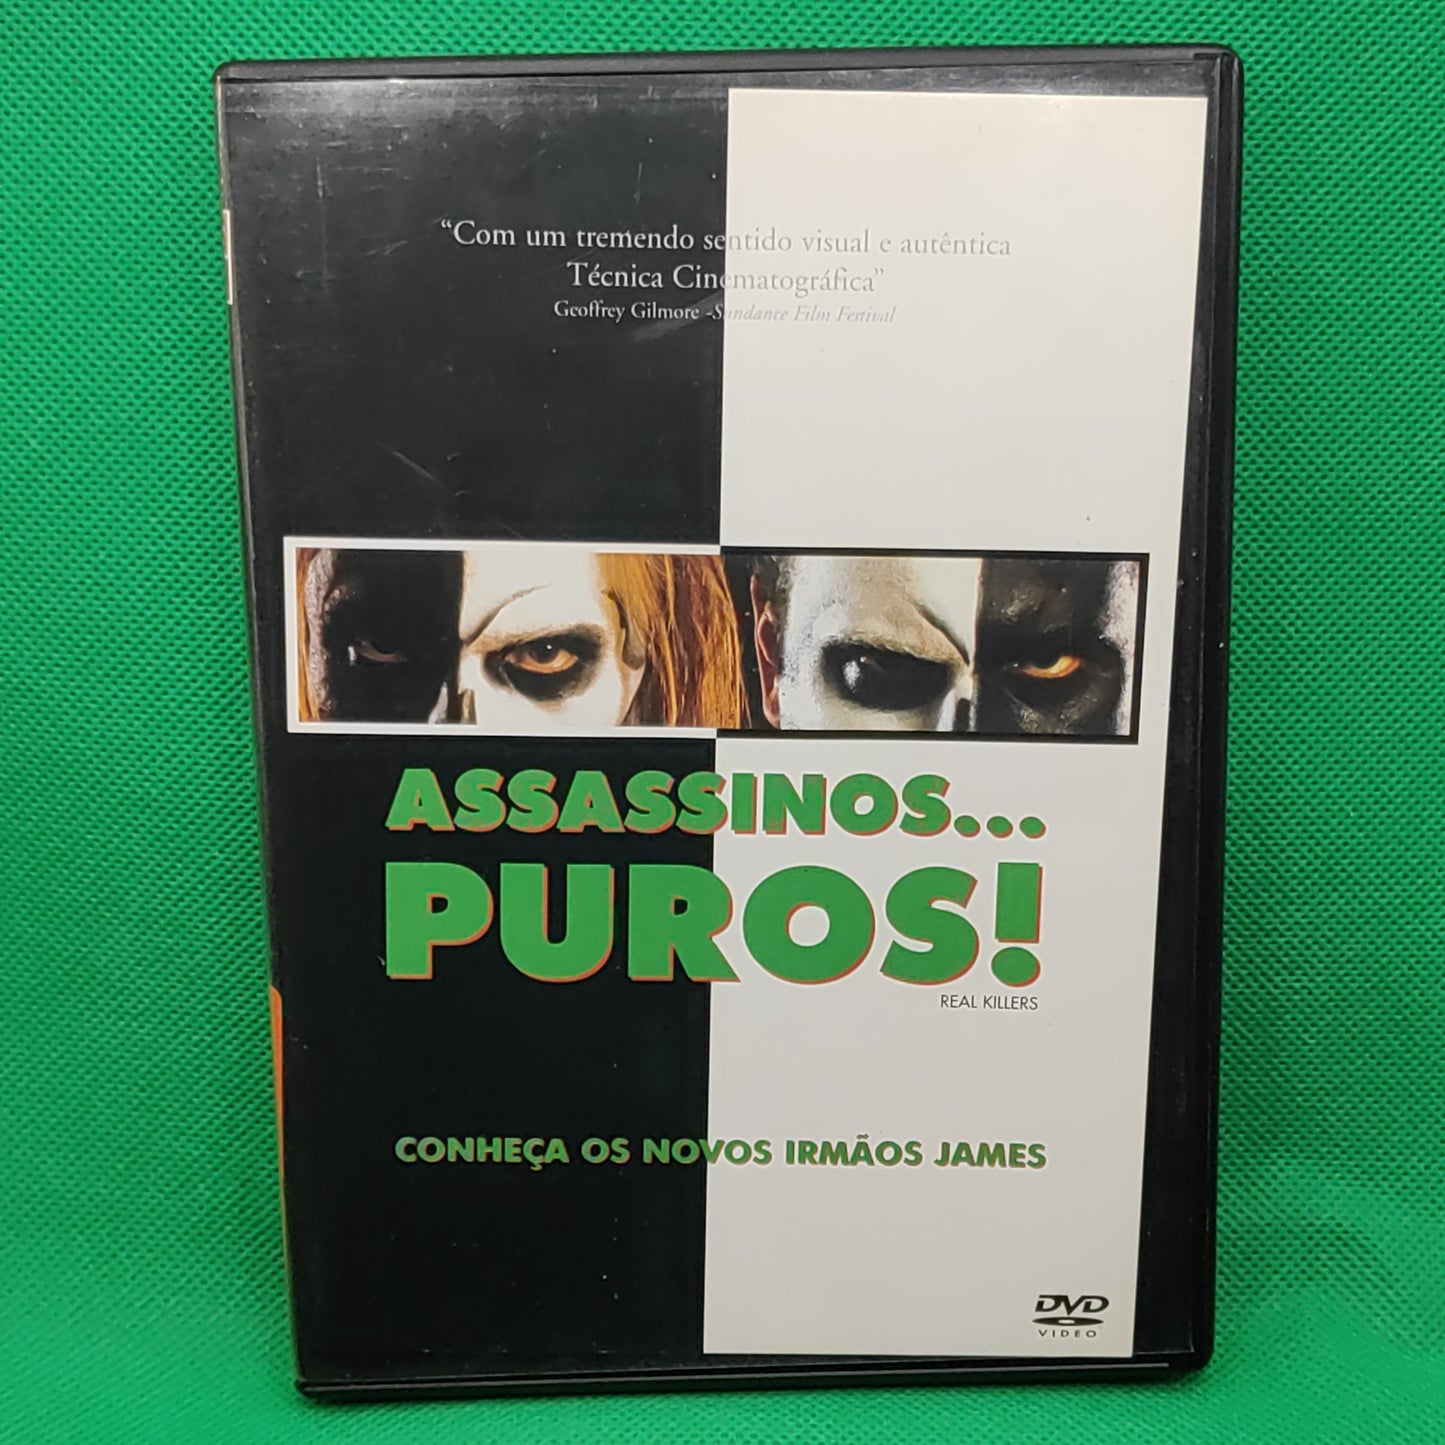 “Com um tremendo sentido visual e autêntica
Técnica Cinematográfica”
Geoffrey Gilmore -Sundance Film Festival
ASSASSINOS...
PUROS!
REAL KILLERS
CONHEÇA OS NOVOS IRMÃOS JAMES
DVD
VIDEO